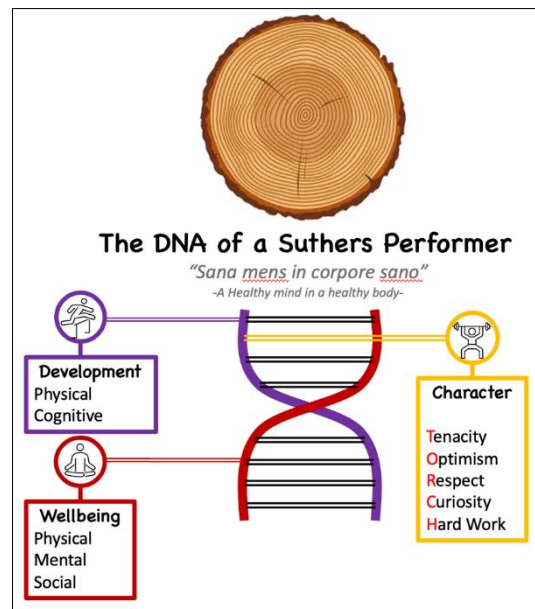 The DNA of a Suthers Performer
“Sana mens in corpore sano”
-A Healthy mind in a healthy body-
Development
Physical
Cognitive
Wellbeing
Physical
Mental
Social
Character
Tenacity
Optimism
Respect
Curiosity
Hard Work